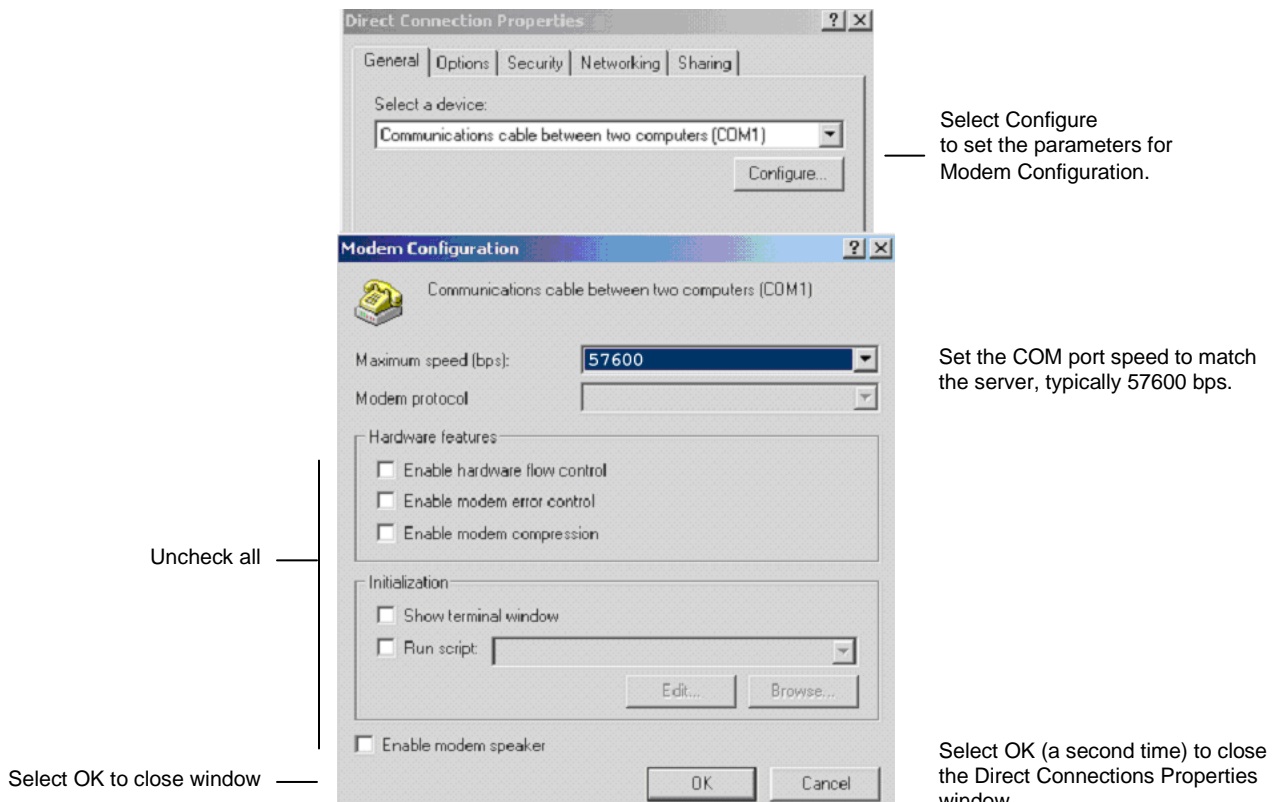 Direct Connection Properties
General Options Security Networking Sharing
Select a device:
Communications cable between two computers (COM1)
Configure...
Select Configure
to set the parameters for
Modem Configuration.
Modem Configuration
Communications cable between two computers (COM1)
Maximum speed (bps): 57600
Set the COM port speed to match
the server, typically 57600 bps.
Modem protocol
Hardware features
Enable hardware flow control
Enable modem error control
Enable modem compression
Uncheck all
Initialization
Show terminal window
Run script:
Edit... Browse...
Enable modem speaker
Select OK to close window
OK Cancel
Select OK (a second time) to close
the Direct Connections Properties
window